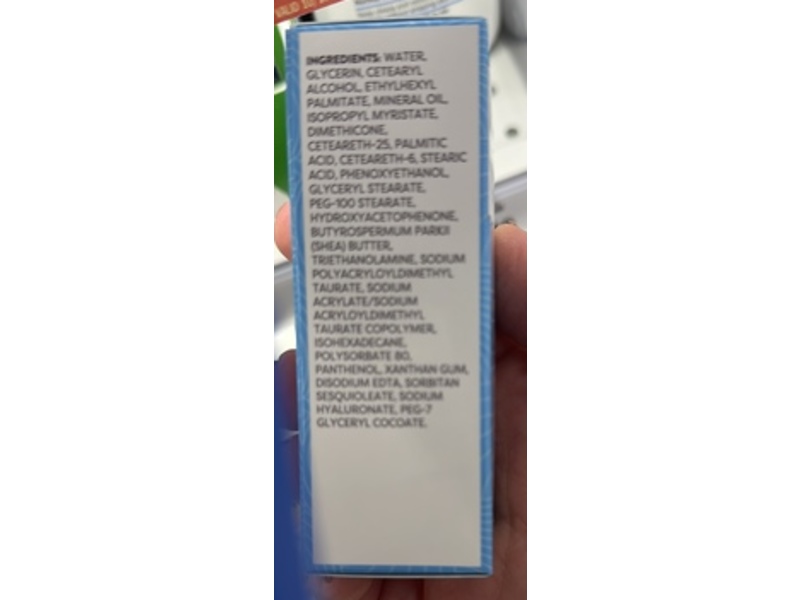 VALID 30
INGREDIENTS: WATER,
GLYCERIN, CETEARYL
ALCOHOL, ETHYLHEXYL
PALMITATE, MINERAL OIL,
ISOPROPYL MYRISTATE,
DIMETHICONE,
CETEARETH-25, PALMITIC
ACID, CETEARETH-6, STEARIC
ACID, PHENOXYETHANOL,
GLYCERYL STEARATE,
PEG-100 STEARATE,
HYDROXYACETOPHENONE,
BUTYROSPERMUM PARKII
(SHEA) BUTTER,
TRIETHANOLAMINE, SODIUM
POLYACRYLOYLDIMETHYL
TAURATE, SODIUM
ACRYLATE/SODIUM
ACRYLOYLDIMETHYL
TAURATE COPOLYMER,
ISOHEXADECANE,
POLYSORBATE 80,
PANTHENOL, XANTHAN GUM,
DISODIUM EDTA, SORBITAN
SESQUIOLEATE, SODIUM
HYALURONATE, PEG-7
GLYCERYL COCOATE.